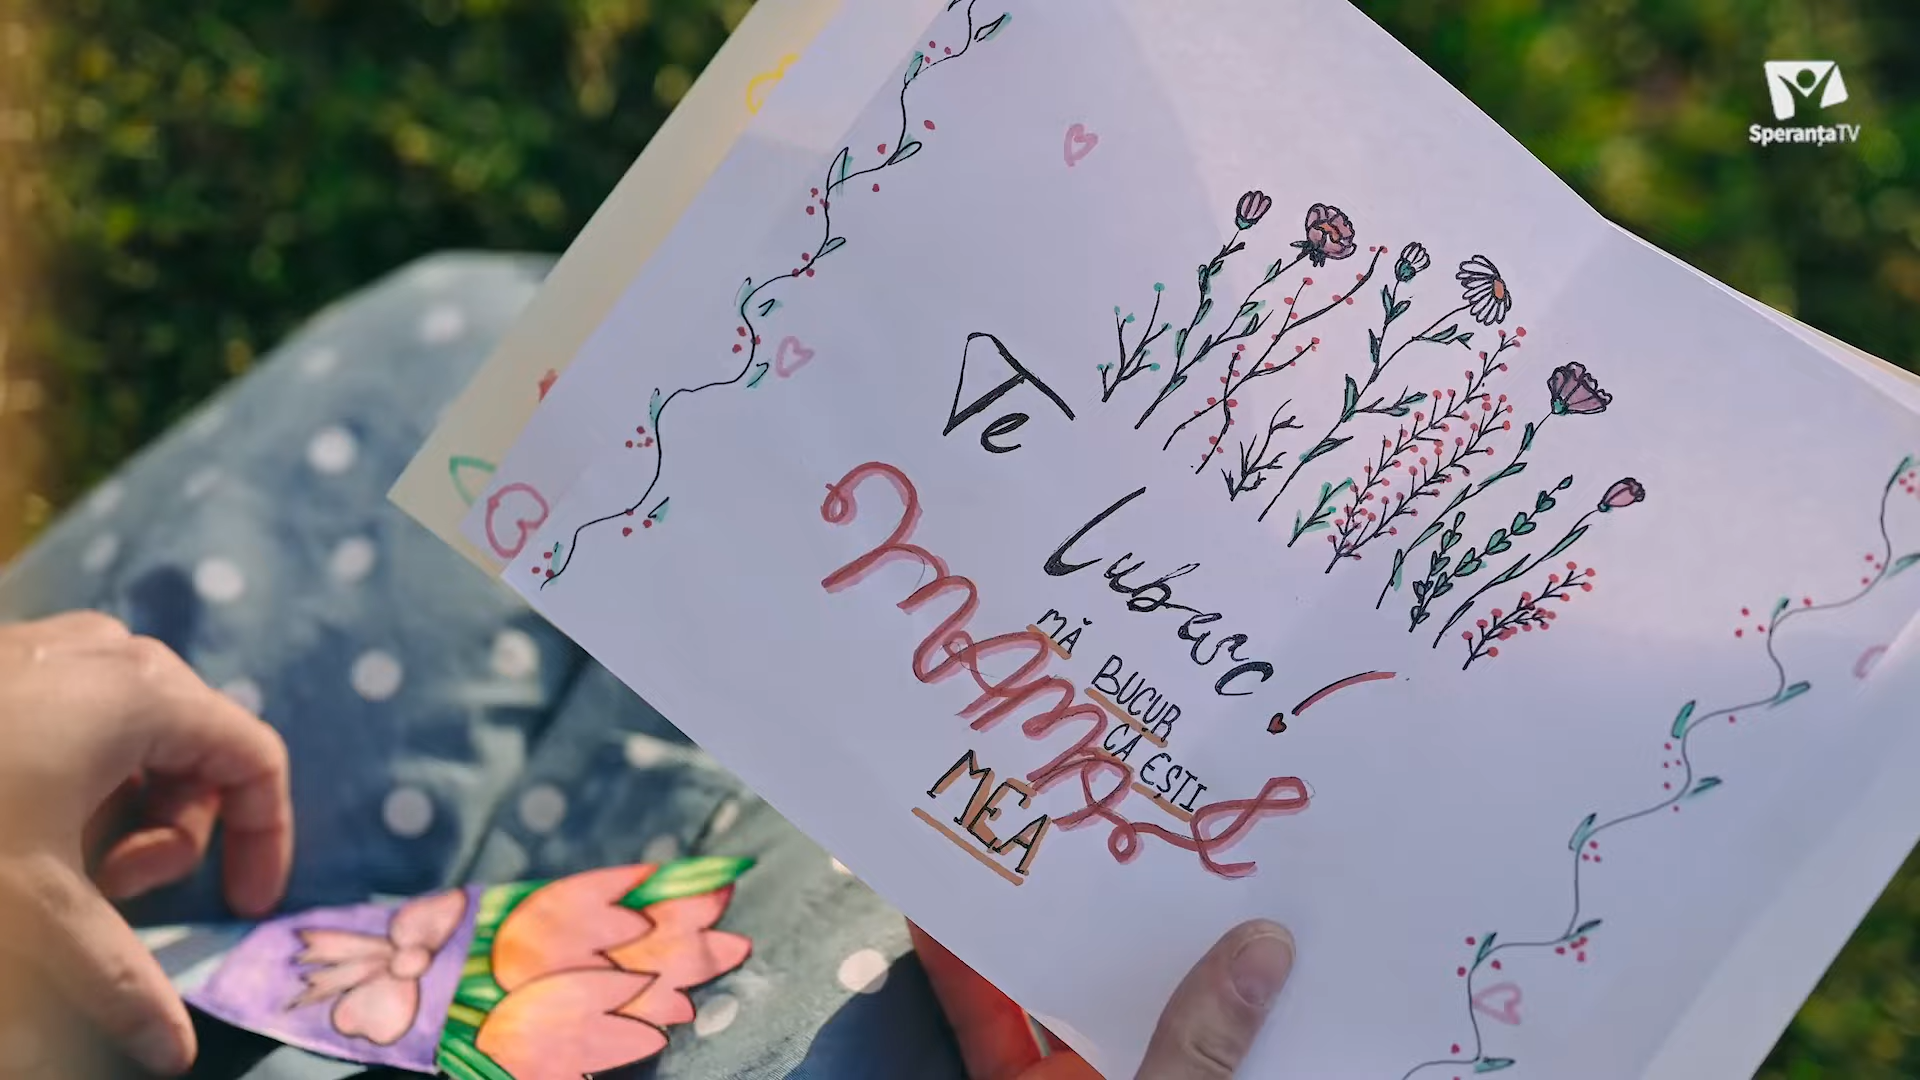 SperanțaTV
Te
Iubesc!
MĂ BUCUR
CĂ EȘTI
MAMA
MEA